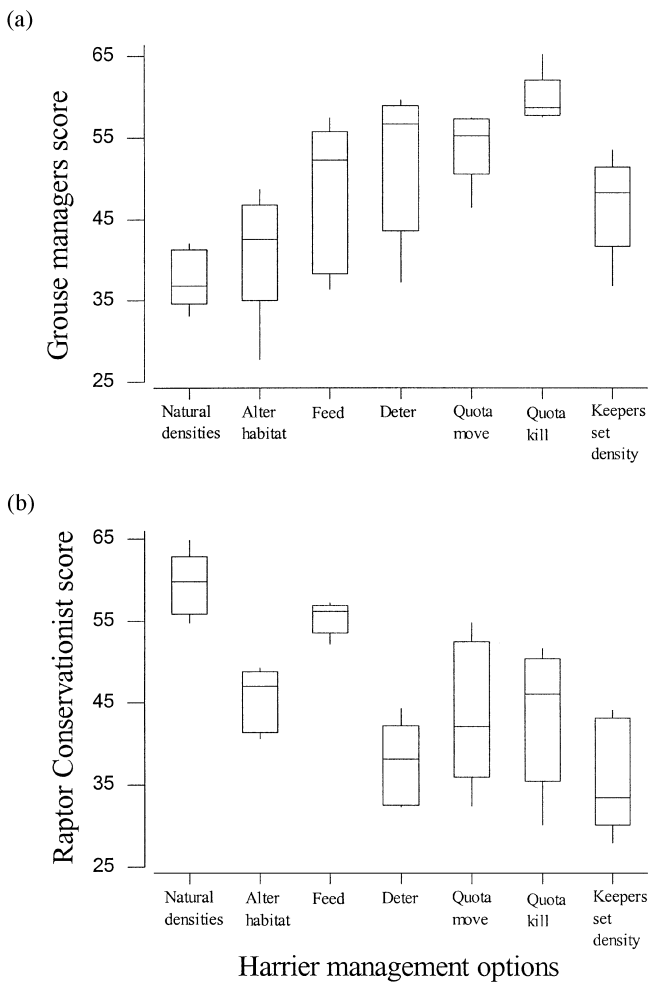 (a)
Grouse managers score
65
55
45
35
25
Natural densities
Alter habitat
Feed
Deter
Quota move
Quota kill
Keepers set density
(b)
Raptor Conservationist score
65
55
45
35
25
Natural densities
Alter habitat
Feed
Deter
Quota move
Quota kill
Keepers set density
Harrier management options